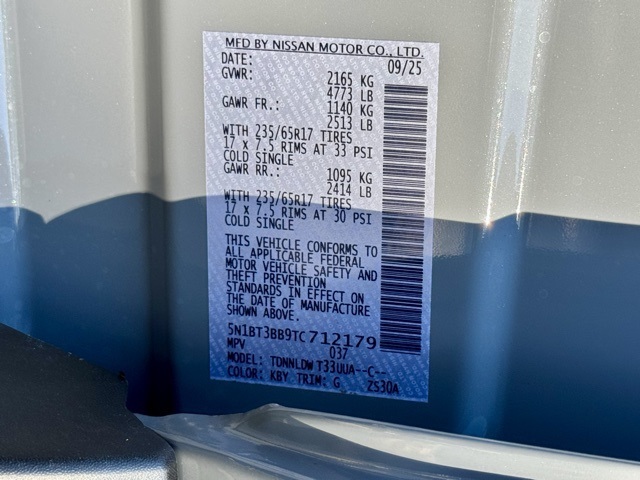 MFD BY NISSAN MOTOR CO., LTD.
DATE: 09/25
GVWR: 2165 KG
4773 LB
GAWR FR.: 1140 KG
2513 LB
WITH 235/65R17 TIRES
17 x 7.5 RIMS AT 33 PSI
COLD SINGLE
GAWR RR.: 1095 KG
2414 LB
WITH 235/65R17 TIRES
17 x 7.5 RIMS AT 30 PSI
COLD SINGLE
THIS VEHICLE CONFORMS TO
ALL APPLICABLE FEDERAL
MOTOR VEHICLE SAFETY AND
THEFT PREVENTION
STANDARDS IN EFFECT ON
THE DATE OF MANUFACTURE
SHOWN ABOVE.
5N1BT3BB9TC712179
MPV 037
MODEL: TDNNLDW T33UUA--C--
COLOR: KBY TRIM: G ZS30A